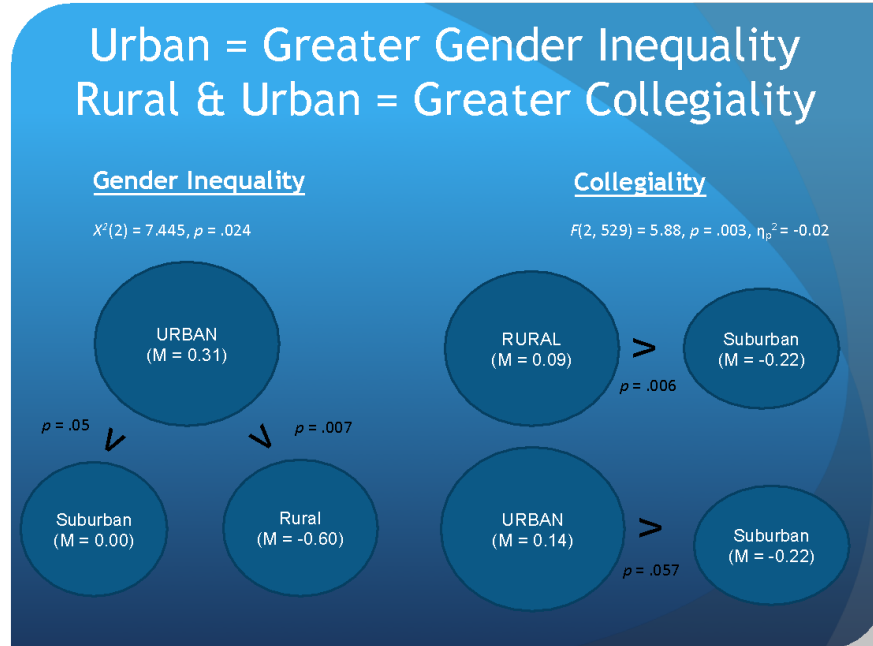 Urban = Greater Gender Inequality
Rural & Urban = Greater Collegiality
Gender Inequality
X²(2) = 7.445, p = .024
URBAN
(M = 0.31)
p = .05
>
>
p = .007
Suburban
(M = 0.00)
Rural
(M = -0.60)
Collegiality
F(2, 529) = 5.88, p = .003, ηp² = -0.02
RURAL
(M = 0.09)
>
p = .006
Suburban
(M = -0.22)
URBAN
(M = 0.14)
>
p = .057
Suburban
(M = -0.22)